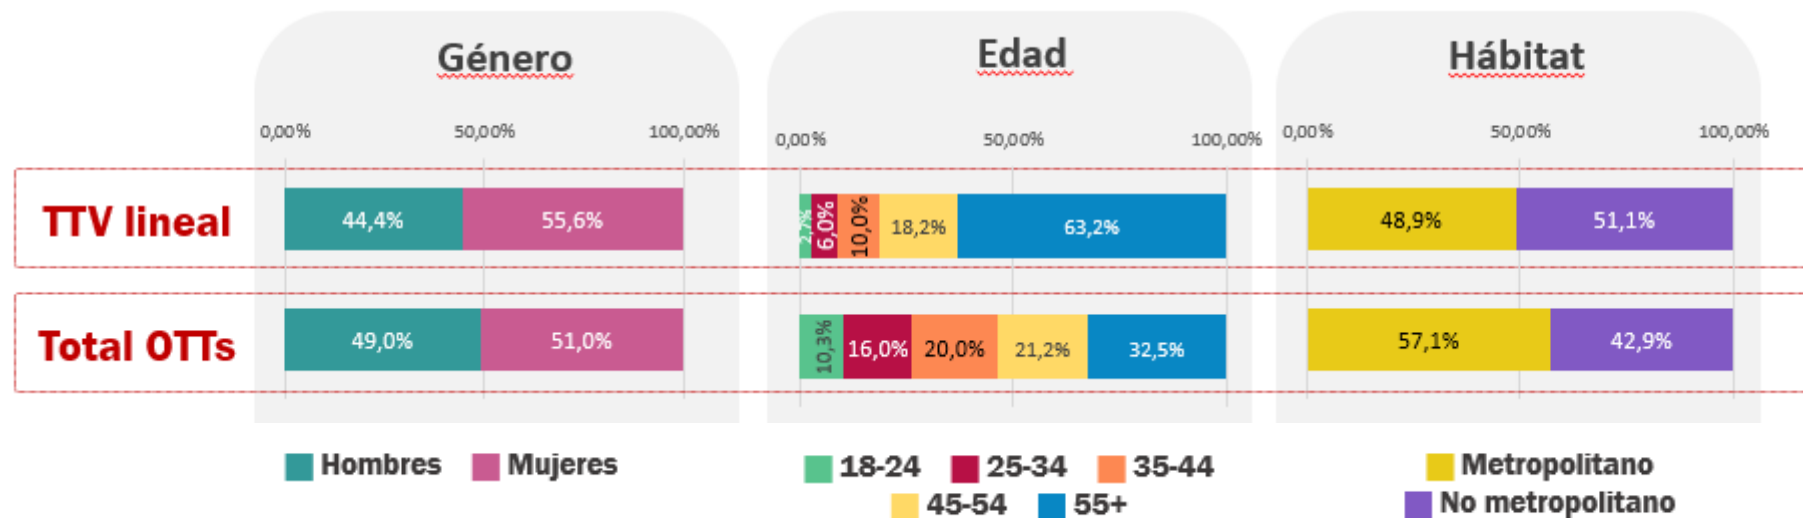 Género
Edad
Hábitat
0,00% 50,00% 100,00%
0,00% 50,00% 100,00%
0,00% 50,00% 100,00%
TTV lineal
44,4% 55,6%
2,7% 6,0% 10,0% 18,2% 63,2%
48,9% 51,1%
Total OTTs
49,0% 51,0%
10,3% 16,0% 20,0% 21,2% 32,5%
57,1% 42,9%
Hombres Mujeres
18-24 25-34 35-44
45-54 55+
Metropolitano
No metropolitano